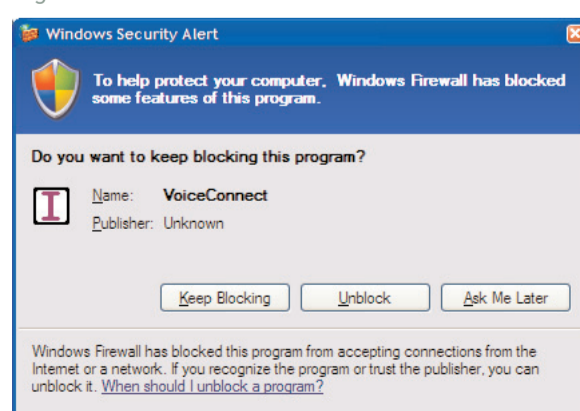 Windows Security Alert
To help protect your computer, Windows Firewall has blocked
some features of this program.
Do you want to keep blocking this program?
Name: VoiceConnect
Publisher: Unknown
Keep Blocking Unblock Ask Me Later
Windows Firewall has blocked this program from accepting connections from the
Internet or a network. If you recognize the program or trust the publisher, you can
unblock it. When should I unblock a program?